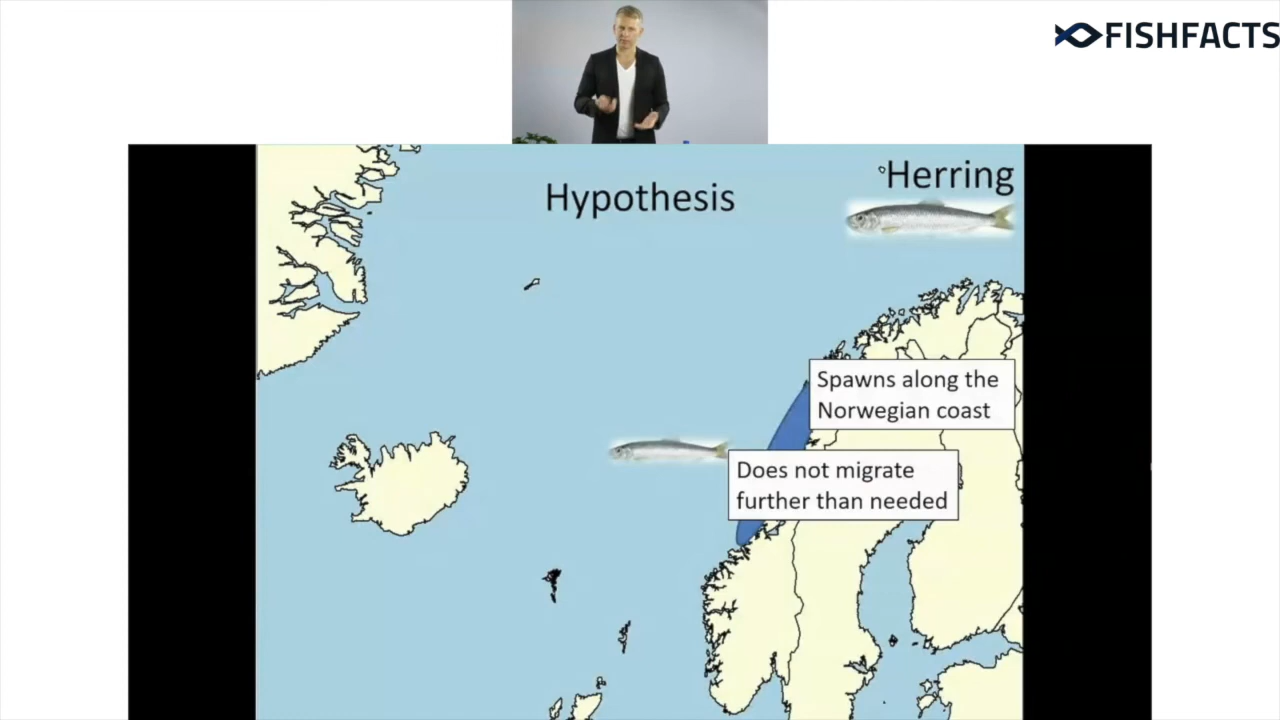 FISHFACTS
Hypothesis
Herring
Spawns along the
Norwegian coast
Does not migrate
further than needed